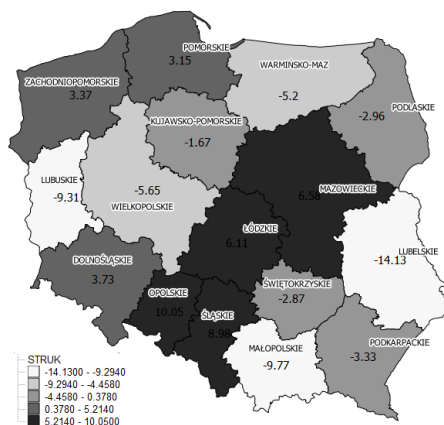 POMORSKIE
3.15
ZACHODNIOPOMORSKIE
3.37
WARMIŃSKO-MAZ
-5.2
PODLASKIE
-2.96
KUJAWSKO-POMORSKIE
-1.67
LUBUSKIE
-9.31
-5.65
WIELKOPOLSKIE
6.58
MAZOWIECKIE
ŁÓDZKIE
6.11
LUBELSKIE
-14.13
DOLNOŚLĄSKIE
3.73
OPOLSKIE
10.05
ŚLĄSKIE
8.98
ŚWIĘTOKRZYSKIE
-2.87
MAŁOPOLSKIE
-9.77
PODKARPACKIE
-3.33
STRUK
-14.1300 - -9.2940
-9.2940 - -4.4580
-4.4580 - 0.3780
0.3780 - 5.2140
5.2140 - 10.0500